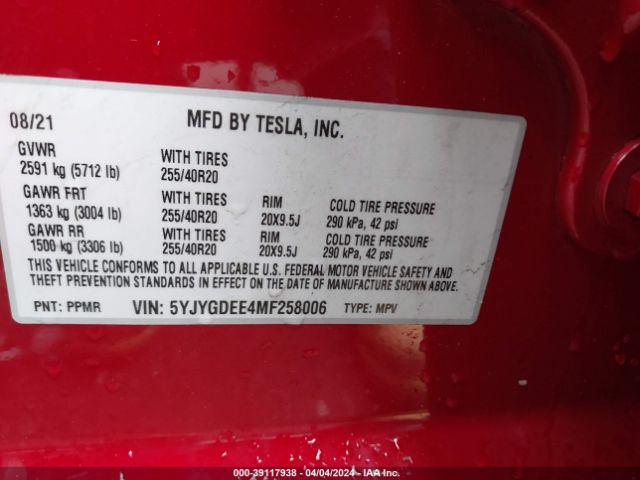 08/21 MFD BY TESLA, INC.
GVWR
2591 kg (5712 lb) WITH TIRES 255/40R20
GAWR FRT
1363 kg (3004 lb) WITH TIRES 255/40R20 RIM 20X9.5J COLD TIRE PRESSURE 290 kPa, 42 psi
GAWR RR
1500 kg (3306 lb) WITH TIRES 255/40R20 RIM 20X9.5J COLD TIRE PRESSURE 290 kPa, 42 psi
THIS VEHICLE CONFORMS TO ALL APPLICABLE U.S. FEDERAL MOTOR VEHICLE SAFETY AND
THEFT PREVENTION STANDARDS IN EFFECT ON THE DATE OF MANUFACTURE SHOWN ABOVE.
PNT: PPMR VIN: 5YJYGDEE4MF258006 TYPE: MPV
000-39117938 - 04/04/2024 - IAA Inc.